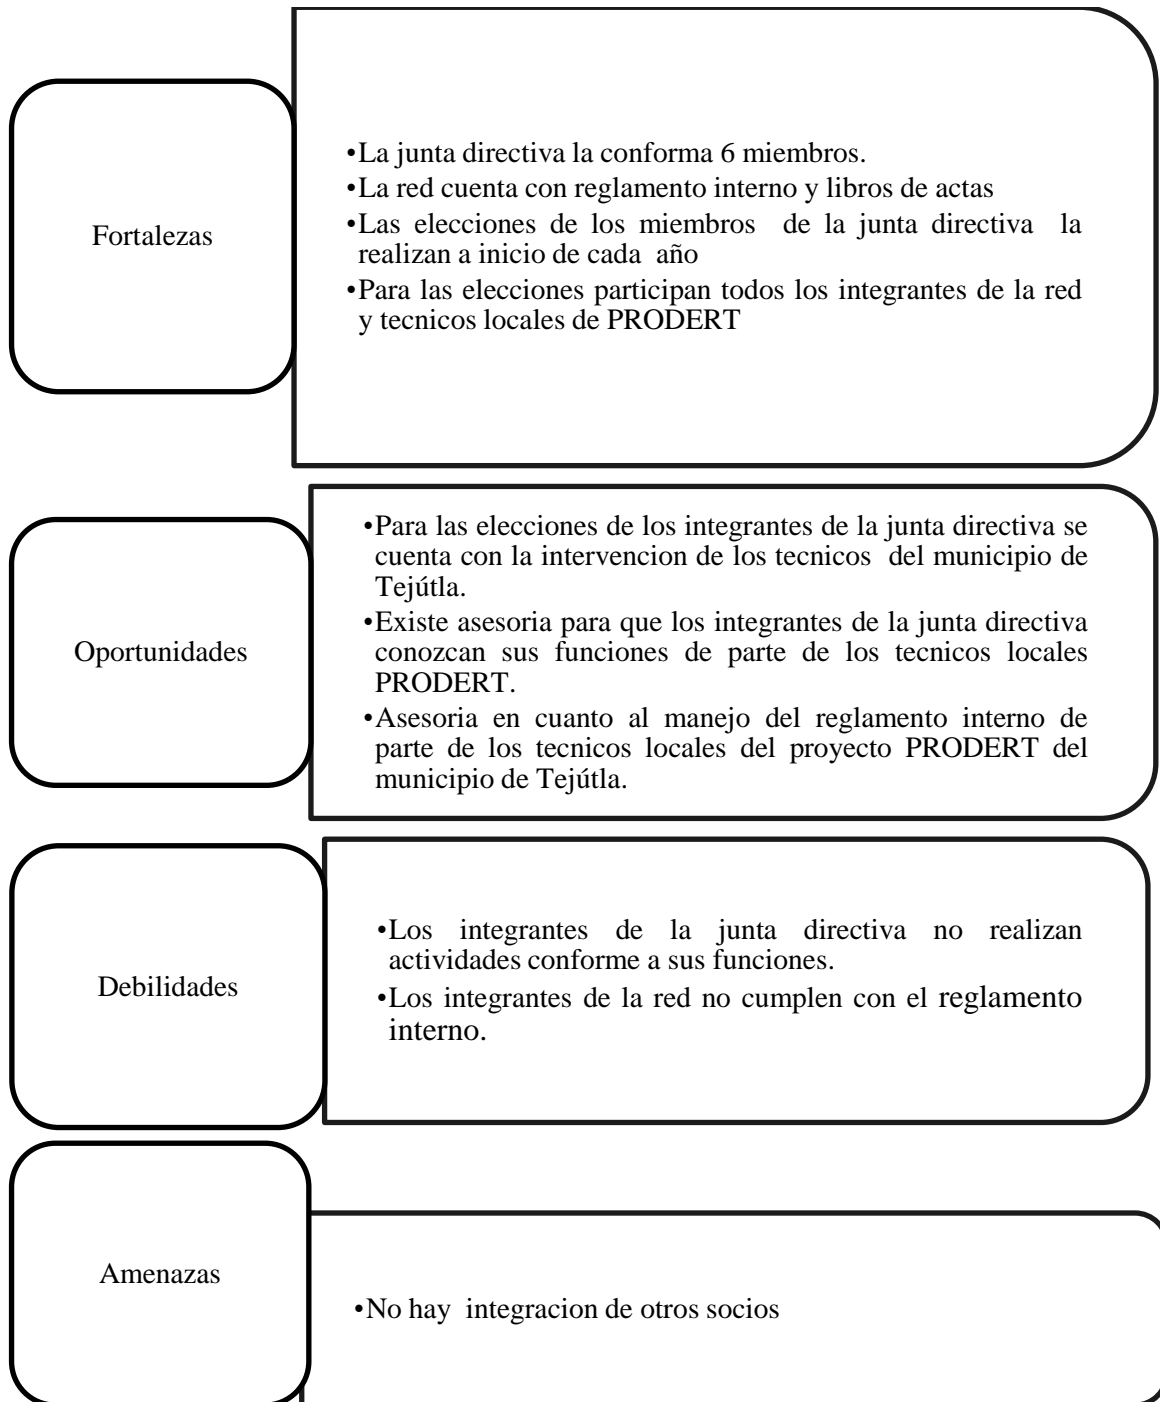 Fortalezas
•La junta directiva la conforma 6 miembros.
•La red cuenta con reglamento interno y libros de actas
•Las elecciones de los miembros de la junta directiva la
realizan a inicio de cada año
•Para las elecciones participan todos los integrantes de la red
y tecnicos locales de PRODERT
Oportunidades
•Para las elecciones de los integrantes de la junta directiva se
cuenta con la intervencion de los tecnicos del municipio de
Tejútla.
•Existe asesoria para que los integrantes de la junta directiva
conozcan sus funciones de parte de los tecnicos locales
PRODERT.
•Asesoria en cuanto al manejo del reglamento interno de
parte de los tecnicos locales del proyecto PRODERT del
municipio de Tejútla.
Debilidades
•Los integrantes de la junta directiva no realizan
actividades conforme a sus funciones.
•Los integrantes de la red no cumplen con el reglamento
interno.
Amenazas
•No hay integracion de otros socios